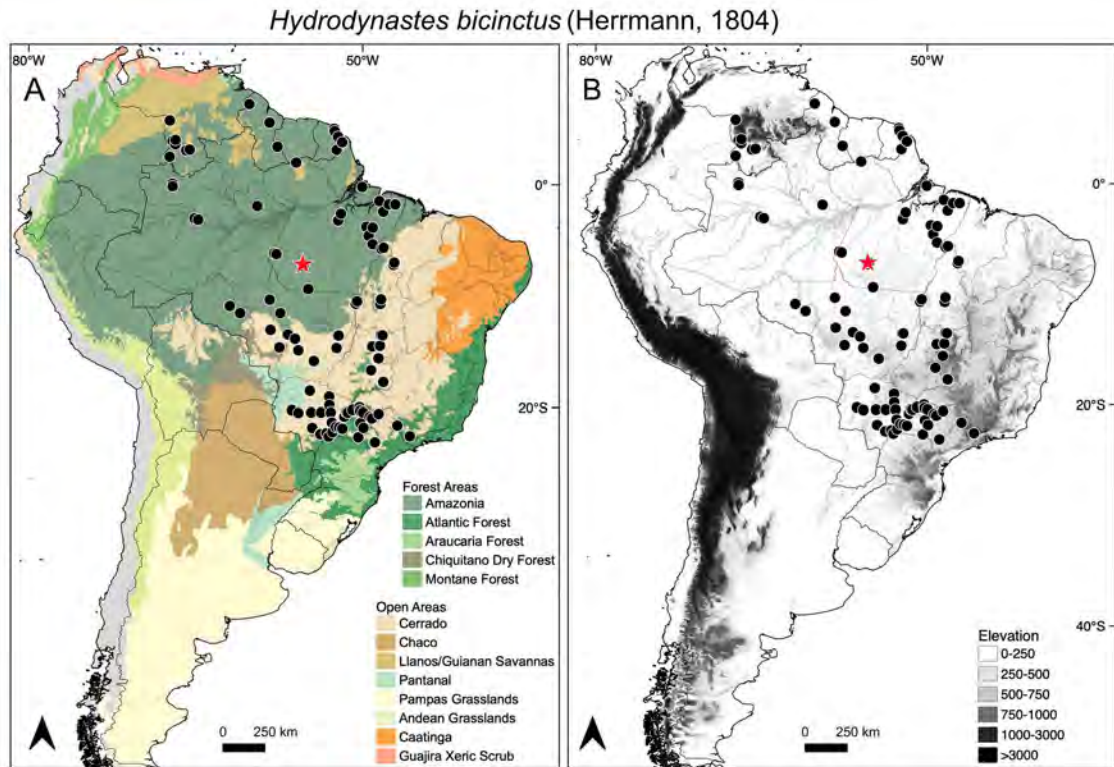 Hydrodynastes bicinctus (Herrmann, 1804)
80°W
50°W
A
0°
20°S
Forest Areas
Amazonia
Atlantic Forest
Araucaria Forest
Chiquitano Dry Forest
Montane Forest
Open Areas
Cerrado
Chaco
Llanos/Guianan Savannas
Pantanal
Pampas Grasslands
Andean Grasslands
Caatinga
Guajira Xeric Scrub
0 250 km
80°W
50°W
B
0°
20°S
40°S
Elevation
0-250
250-500
500-750
750-1000
1000-3000
>3000
0 250 km